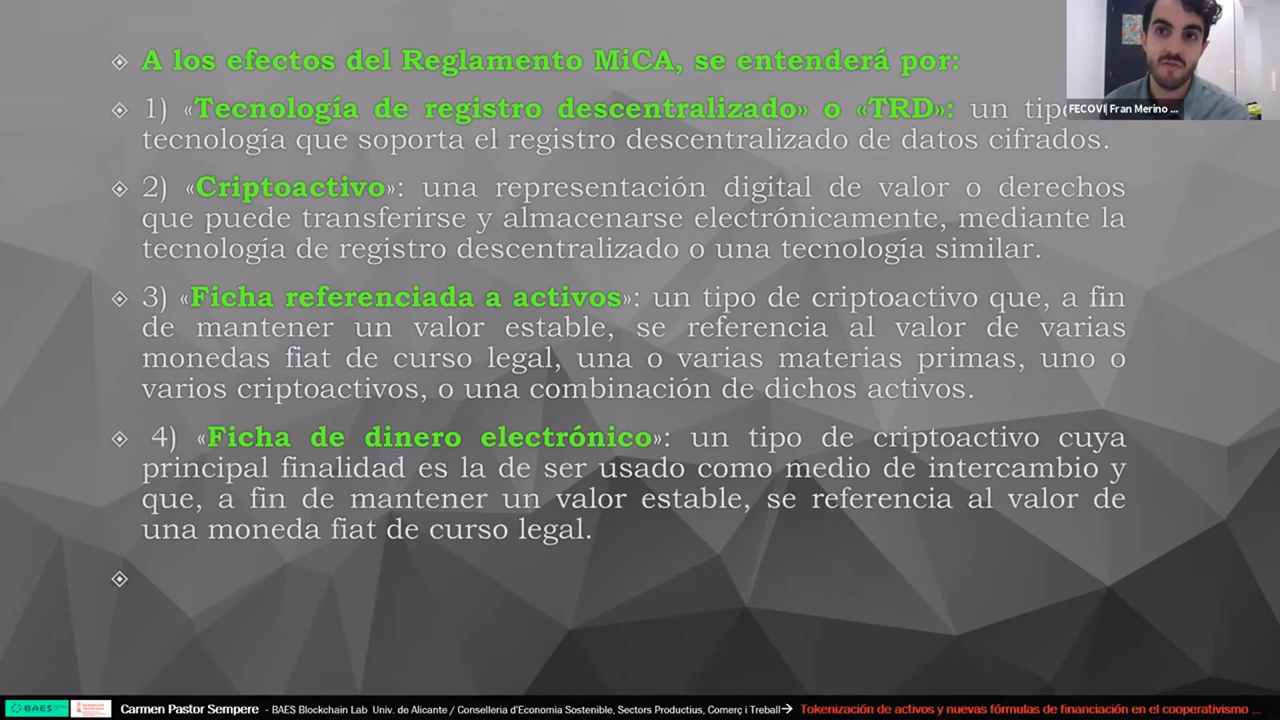 A los efectos del Reglamento MiCA, se entenderá por:
1) «Tecnología de registro descentralizado» o «TRD»: un
tecnología que soporta el registro descentralizado de datos cifrados.
2) «Criptoactivo»: una representación digital de valor o derechos
que puede transferirse y almacenarse electrónicamente, mediante la
tecnología de registro descentralizado o una tecnología similar.
3) «Ficha referenciada a activos»: un tipo de criptoactivo que, a fin
de mantener un valor estable, se referencia al valor de varias
monedas fiat de curso legal, una o varias materias primas, uno o
varios criptoactivos, o una combinación de dichos activos.
4) «Ficha de dinero electrónico»: un tipo de criptoactivo cuya
principal finalidad es la de ser usado como medio de intercambio y
que, a fin de mantener un valor estable, se referencia al valor de
una moneda fiat de curso legal.
FECOVI| Fran Merino ...
BAES
Carmen Pastor Sempere - BAES Blockchain Lab Univ. de Alicante / Conselleria d'Economia Sostenible, Sectors Productius, Comerç i Treball→ Tokenización de activos y nuevas fórmulas de financiación en el cooperativismo ...